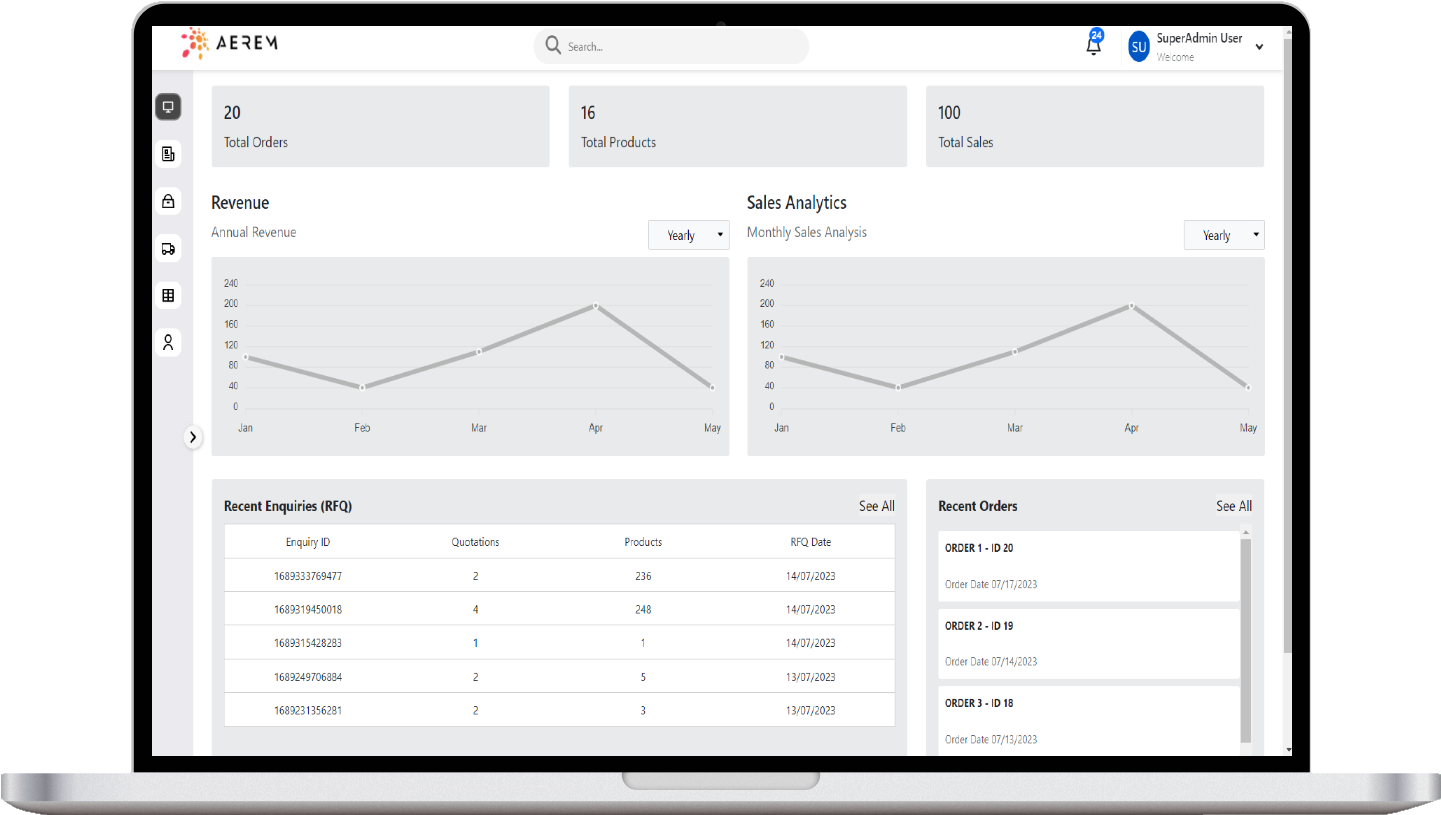 AEREM
Search...
24
SU
SuperAdmin User
Welcome
20
Total Orders
16
Total Products
100
Total Sales
Revenue
Annual Revenue
Yearly
240
200
160
120
80
40
0
Jan Feb Mar Apr May
Sales Analytics
Monthly Sales Analysis
Yearly
240
200
160
120
80
40
0
Jan Feb Mar Apr May
Recent Enquiries (RFQ) See All
Enquiry ID Quotations Products RFQ Date
1689333769477 2 236 14/07/2023
1689319450018 4 248 14/07/2023
1689315428283 1 1 14/07/2023
1689249706884 2 5 13/07/2023
1689231356281 2 3 13/07/2023
Recent Orders See All
ORDER 1 - ID 20
Order Date 07/17/2023
ORDER 2 - ID 19
Order Date 07/14/2023
ORDER 3 - ID 18
Order Date 07/13/2023